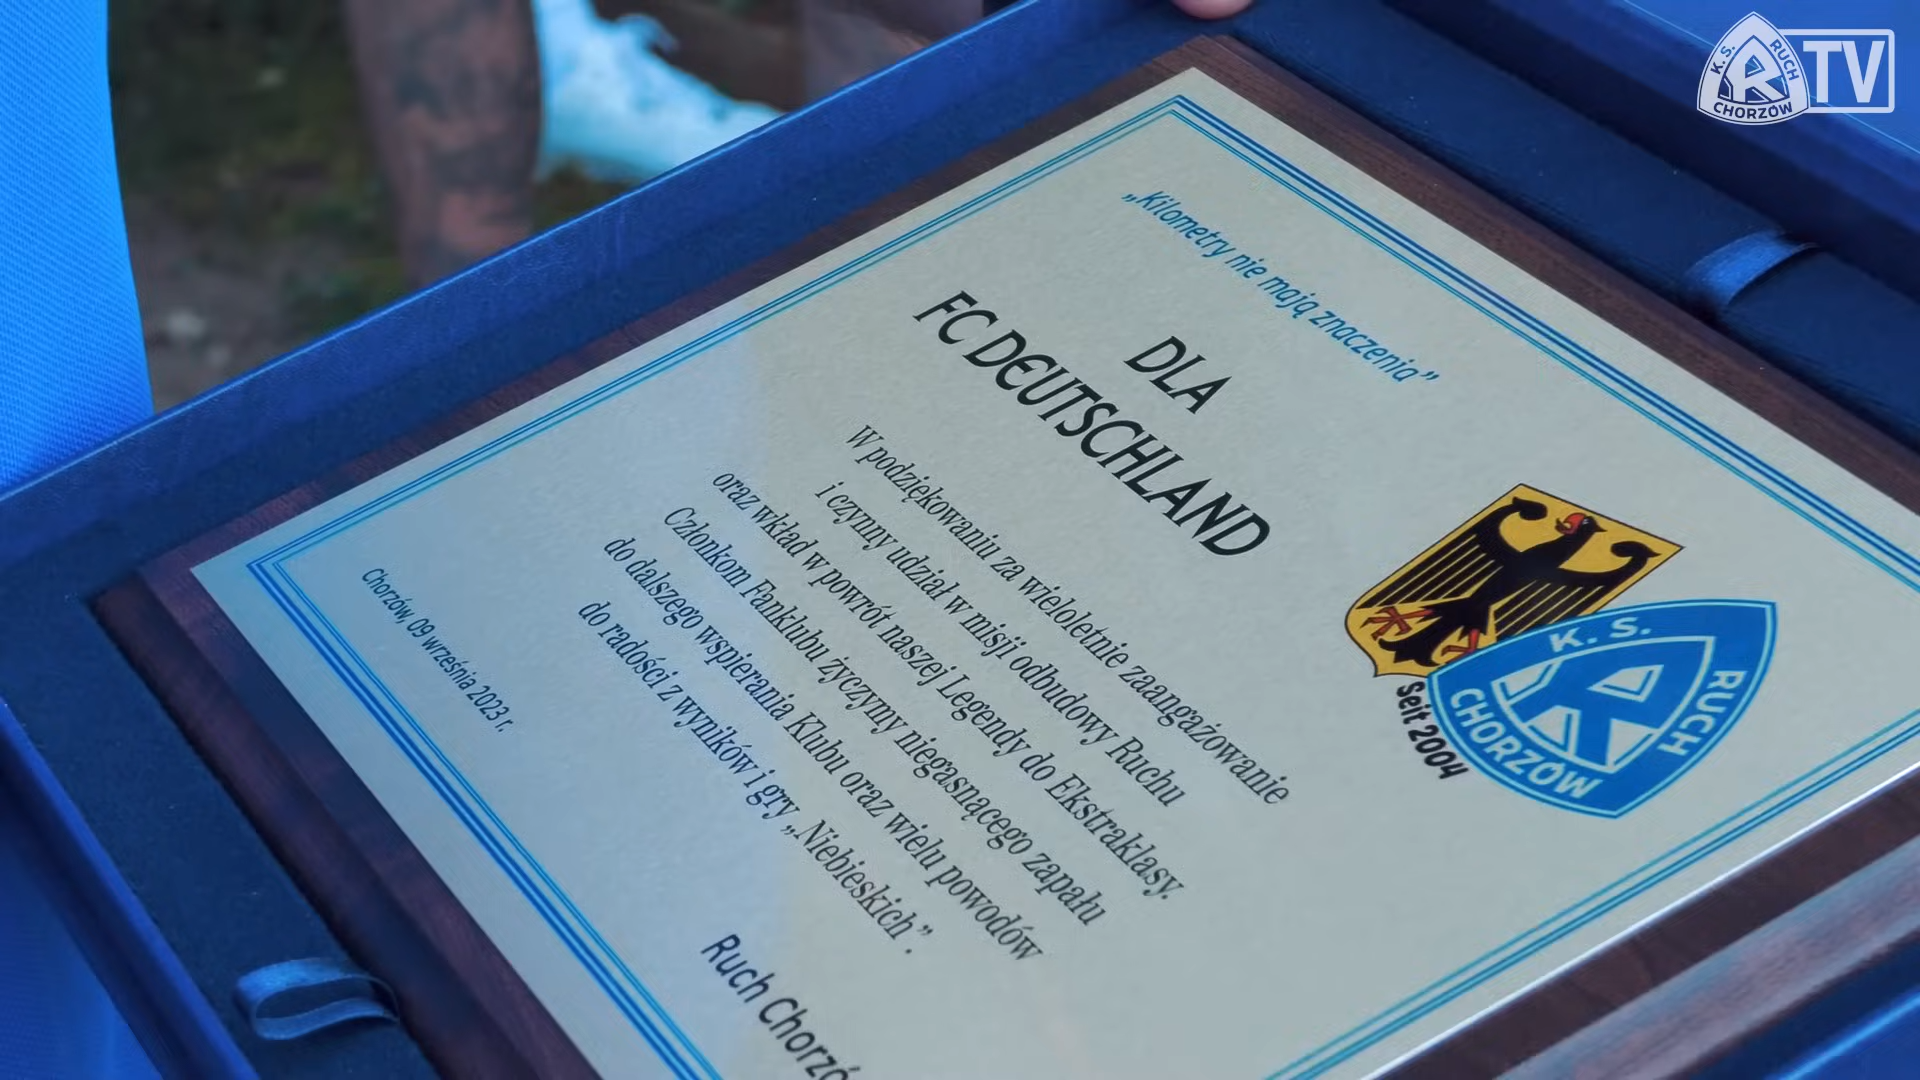 K.S. RUCH CHORZÓW TV
„Kilometry nie mają znaczenia”
DLA
FC DEUTSCHLAND
W podziękowaniu za wieloletnie zaangażowanie
i czynny udział w misji odbudowy Ruchu
oraz wkład w powrót naszej Legendy do Ekstraklasy.
Członkom Fanklubu życzymy niegasnącego zapału
do dalszego wspierania Klubu oraz wielu powodów
do radości z wyników i gry „Niebieskich”.
Seit 2004
K.S. RUCH CHORZÓW
Chorzów, 09 września 2023 r.
Ruch Chorzó